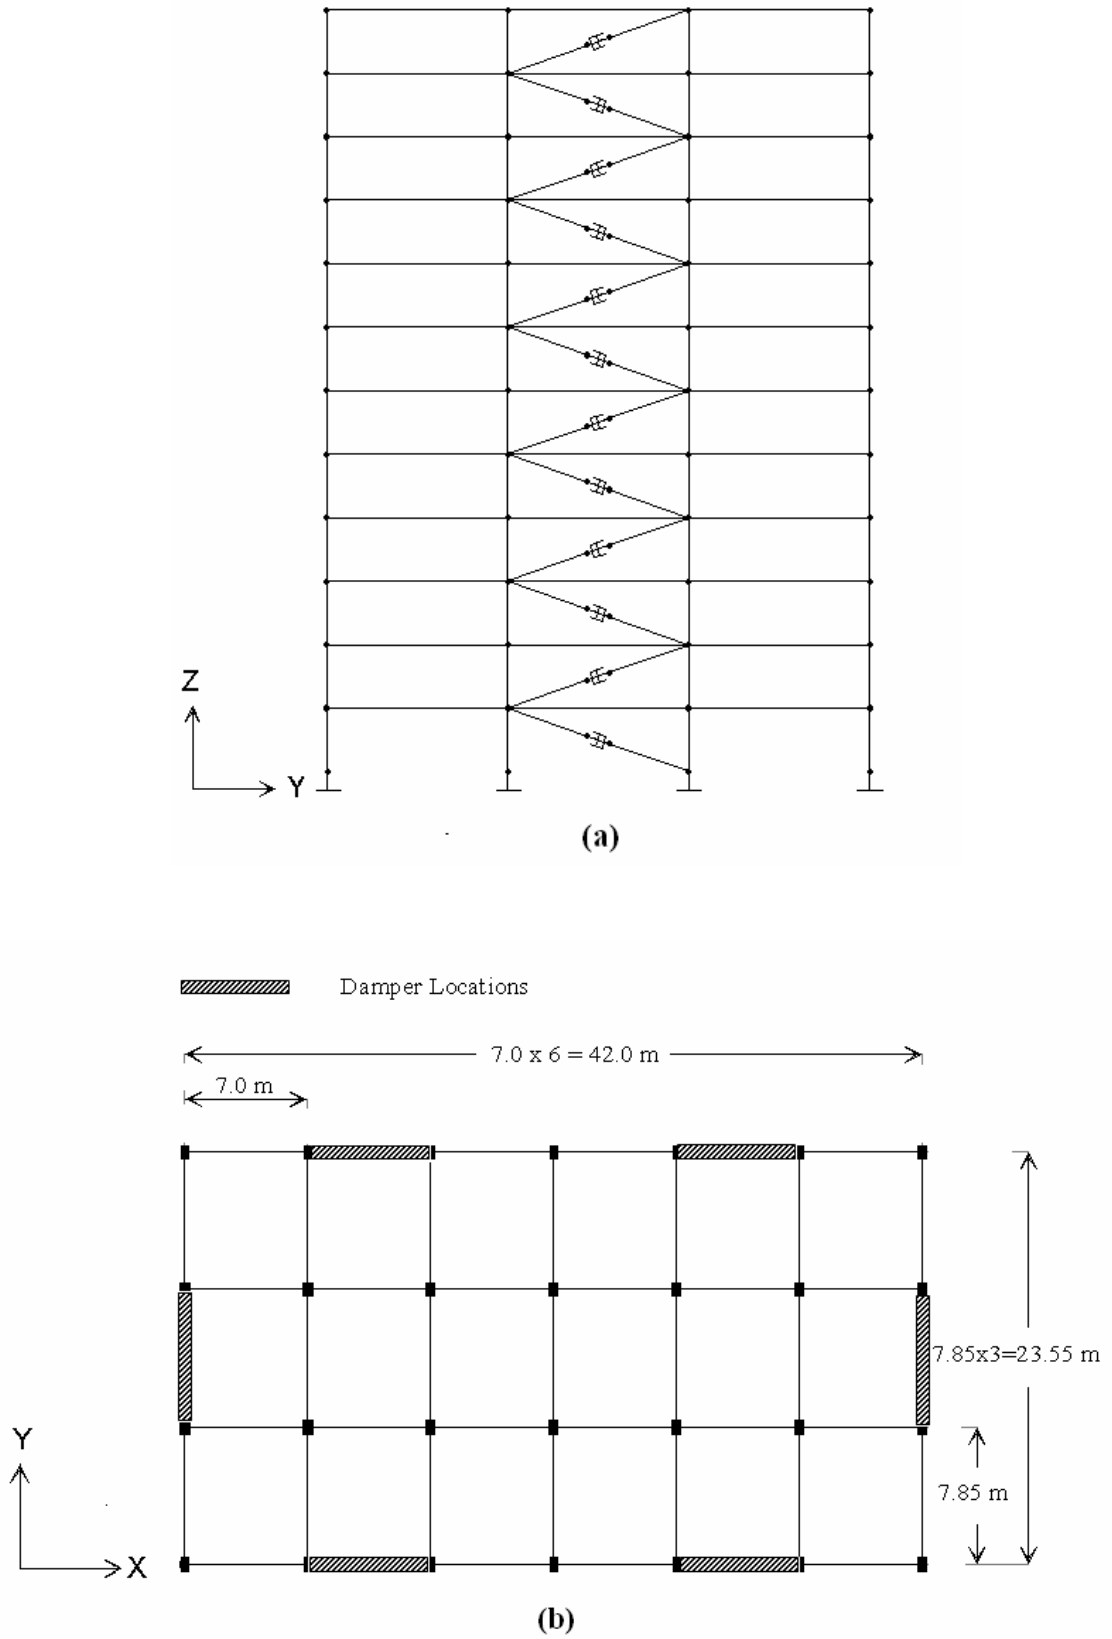 Z
Y
(a)
Damper Locations
7.0 x 6 = 42.0 m
7.0 m
7.85x3=23.55 m
Y
7.85 m
X
(b)